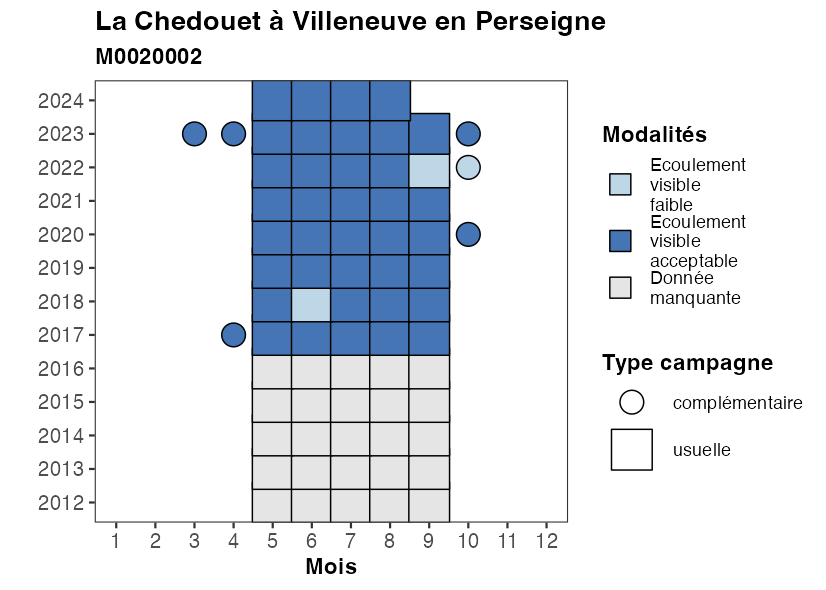 La Chedouet à Villeneuve en Perseigne
M0020002
2024
2023
2022
2021
2020
2019
2018
2017
2016
2015
2014
2013
2012
1 2 3 4 5 6 7 8 9 10 11 12
Mois
Modalités
Ecoulement
visible
faible
Ecoulement
visible
acceptable
Donnée
manquante
Type campagne
complémentaire
usuelle